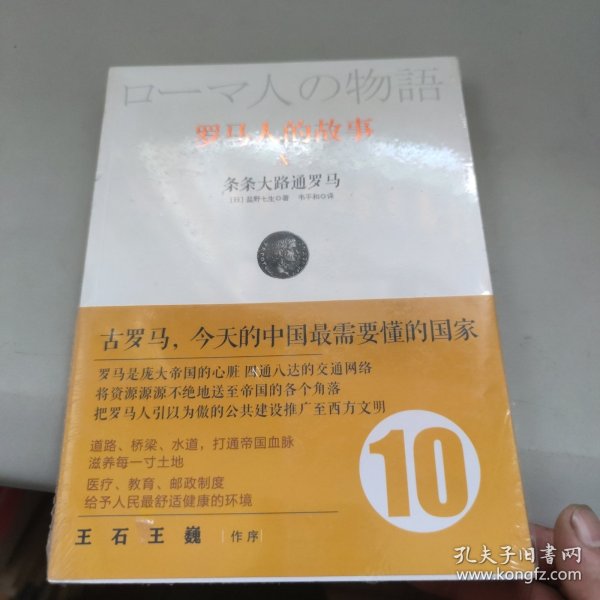 ローマ人の物語
罗马人的故事
X
条条大路通罗马
[日]盐野七生◎著 韦平和◎译
古罗马，今天的中国最需要懂的国家
罗马是庞大帝国的心脏 四通八达的交通网络
将资源源源不绝地送至帝国的各个角落
把罗马人引以为傲的公共建设推广至西方文明
道路、桥梁、水道，打通帝国血脉
滋养每一寸土地
医疗、教育、邮政制度
给予人民最舒适健康的环境
10
王 石 王 巍 | 作序
孔夫子旧书网
www.kongfz.com